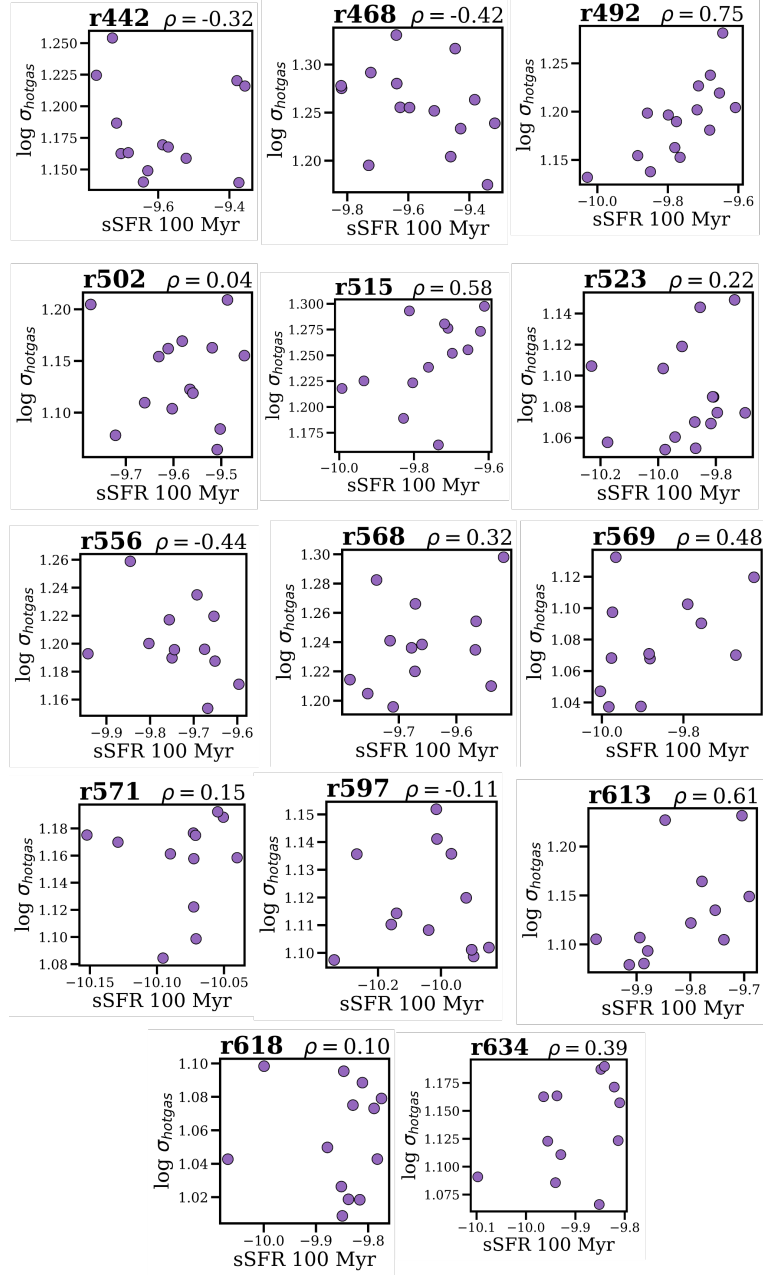 r442 ρ = -0.32
log σhotgas
1.250
1.225
1.200
1.175
1.150
−9.6 −9.4
sSFR 100 Myr
r468 ρ = -0.42
log σhotgas
1.30
1.25
1.20
−9.8 −9.6 −9.4
sSFR 100 Myr
r492 ρ = 0.75
log σhotgas
1.25
1.20
1.15
−10.0 −9.8 −9.6
sSFR 100 Myr
r502 ρ = 0.04
log σhotgas
1.20
1.15
1.10
−9.7 −9.6 −9.5
sSFR 100 Myr
r515 ρ = 0.58
log σhotgas
1.300
1.275
1.250
1.225
1.200
1.175
−10.0 −9.8 −9.6
sSFR 100 Myr
r523 ρ = 0.22
log σhotgas
1.14
1.12
1.10
1.08
1.06
−10.2 −10.0 −9.8
sSFR 100 Myr
r556 ρ = -0.44
log σhotgas
1.26
1.24
1.22
1.20
1.18
1.16
−9.9 −9.8 −9.7 −9.6
sSFR 100 Myr
r568 ρ = 0.32
log σhotgas
1.30
1.28
1.26
1.24
1.22
1.20
−9.7 −9.6
sSFR 100 Myr
r569 ρ = 0.48
log σhotgas
1.12
1.10
1.08
1.06
1.04
−10.0 −9.8
sSFR 100 Myr
r571 ρ = 0.15
log σhotgas
1.18
1.16
1.14
1.12
1.10
1.08
−10.15 −10.10 −10.05
sSFR 100 Myr
r597 ρ = -0.11
log σhotgas
1.15
1.14
1.13
1.12
1.11
1.10
−10.2 −10.0
sSFR 100 Myr
r613 ρ = 0.61
log σhotgas
1.20
1.15
1.10
−9.9 −9.8 −9.7
sSFR 100 Myr
r618 ρ = 0.10
log σhotgas
1.10
1.08
1.06
1.04
1.02
−10.0 −9.9 −9.8
sSFR 100 Myr
r634 ρ = 0.39
log σhotgas
1.175
1.150
1.125
1.100
1.075
−10.1 −10.0 −9.9 −9.8
sSFR 100 Myr